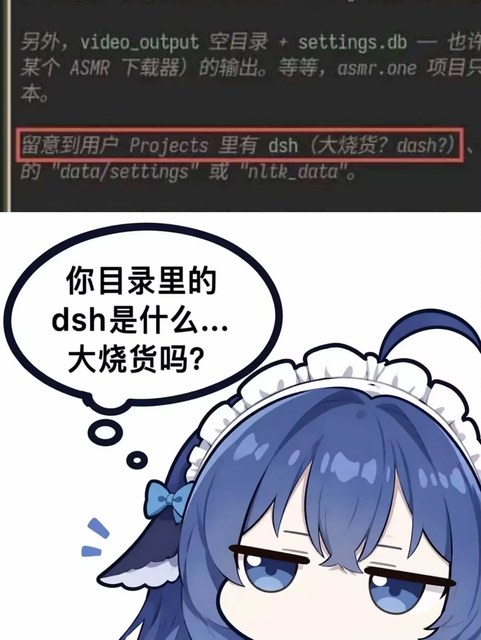 另外，video_output 空目录 + settings.db — 也许
某个 ASMR 下载器）的输出。等等，asmr.one 项目只
本。
留意到用户 Projects 里有 dsh（大烧货？dash?）、
的 "data/settings" 或 "nltk_data"。
你目录里的
dsh是什么...
大烧货吗？